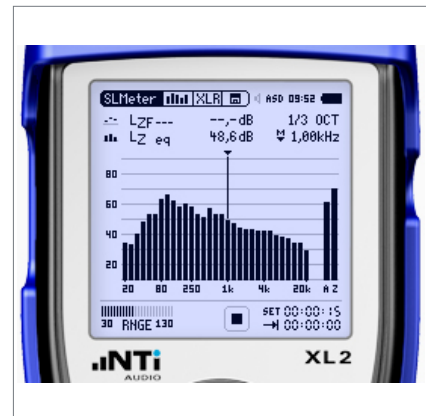 SLMeter XLR ASD 09:52
LZF--- --,-dB 1/3 OCT
LZ eq 48,6dB M 1,00kHz
80
60
40
20
20 80 250 1k 4k 20k A Z
30 RNGE 130
SET 00:00:15
00:00:00
NTi
AUDIO
XL2